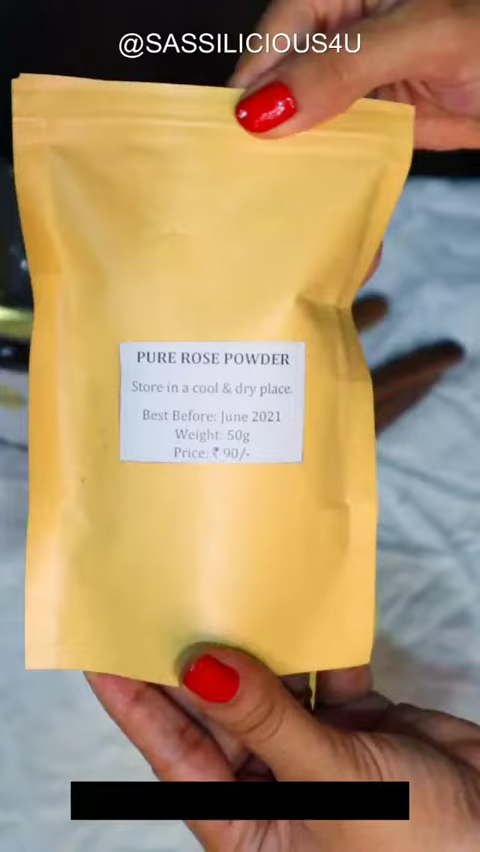 @SASSILICIOUS4U
PURE ROSE POWDER
Store in a cool & dry place.
Best Before: June 2021
Weight: 50g
Price: ₹ 90/-